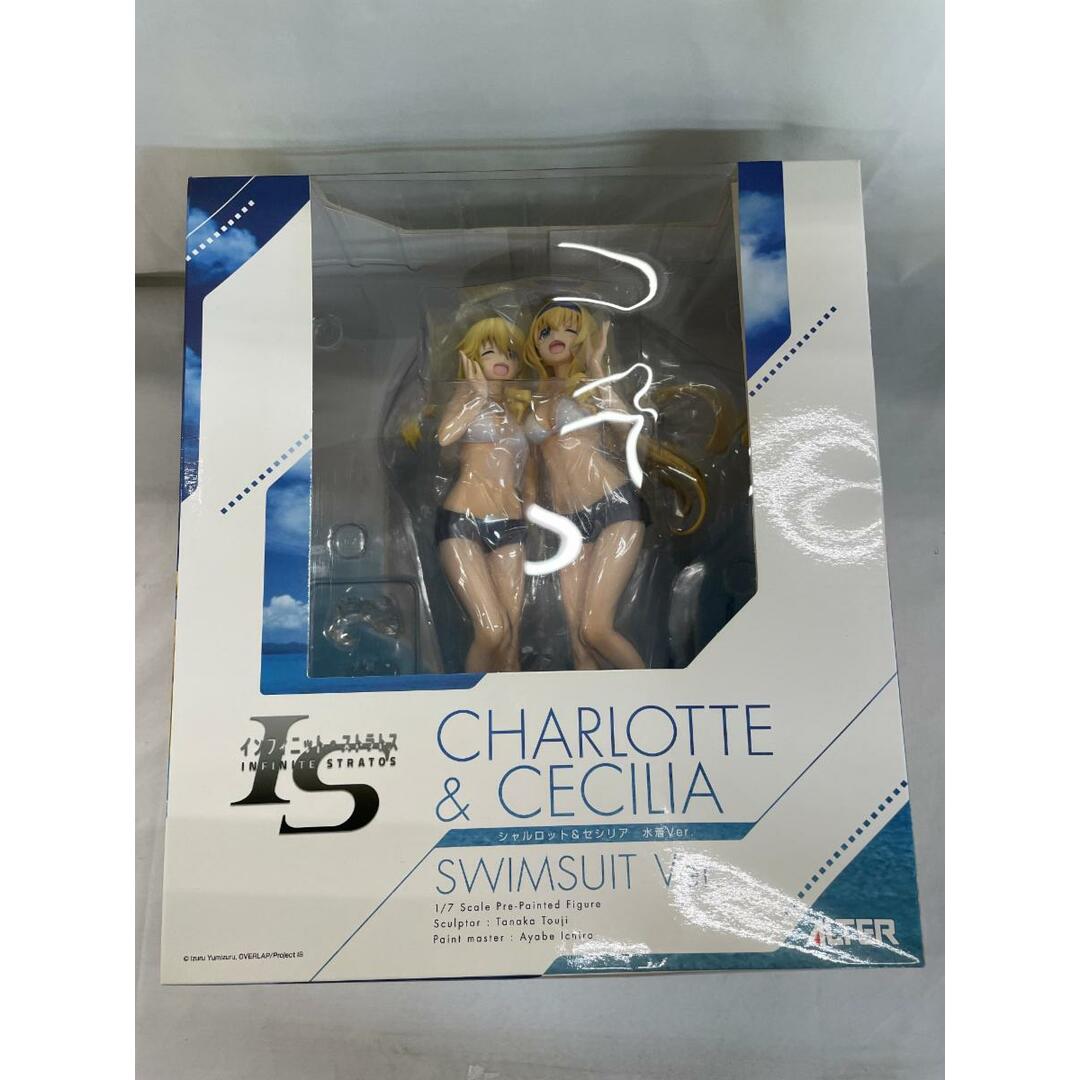 インフィニット・ストラトス
INFINITE STRATOS
IS
CHARLOTTE
& CECILIA
シャルロット&セシリア 水着Ver.
SWIMSUIT Ver.
1/7 Scale Pre-Painted Figure
Sculptor : Tanaka Touji
Paint master : Ayabe Ichiro
ALTER
© Izuru Yumizuru, OVERLAP/Project IS